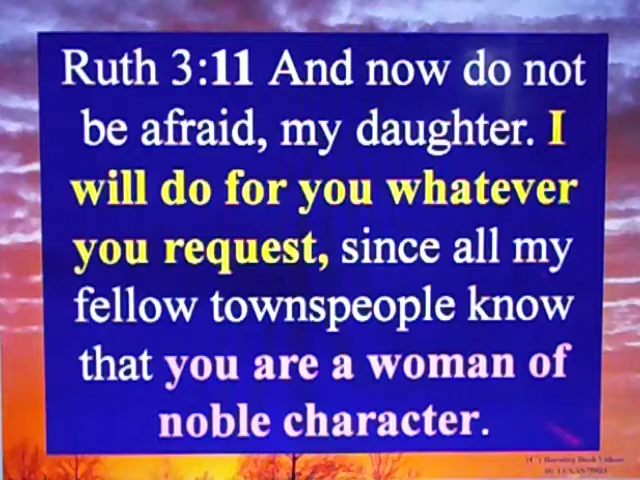 Ruth 3:11 And now do not
be afraid, my daughter. I
will do for you whatever
you request, since all my
fellow townspeople know
that you are a woman of
noble character.